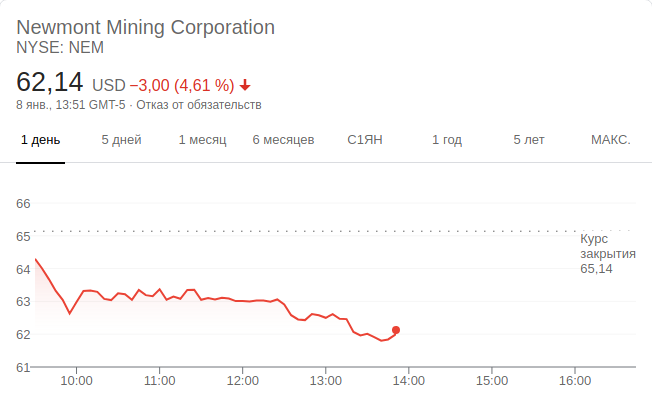 Newmont Mining Corporation
NYSE: NEM
62,14 USD −3,00 (4,61 %)
8 янв., 13:51 GMT-5 · Отказ от обязательств
1 день 5 дней 1 месяц 6 месяцев С1ЯН 1 год 5 лет МАКС.
66
65
64
63
62
61
Курс
закрытия
65,14
10:00 11:00 12:00 13:00 14:00 15:00 16:00